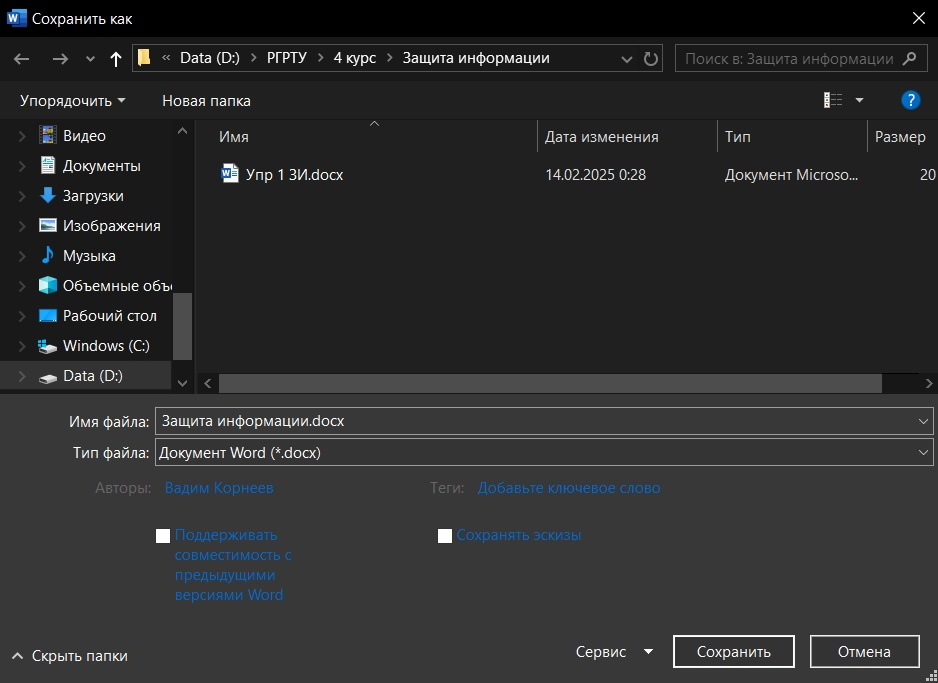 Сохранить как
« Data (D:) › РГРТУ › 4 курс › Защита информации
Поиск в: Защита информации
Упорядочить
Новая папка
?
Видео
Документы
Загрузки
Изображения
Музыка
Объемные объе
Рабочий стол
Windows (C:)
Data (D:)
Имя
Дата изменения
Тип
Размер
W
Упр 1 ЗИ.docx
14.02.2025 0:28
Документ Microso...
20
Имя файла: Защита информации.docx
Тип файла: Документ Word (*.docx)
Авторы: Вадим Корнеев
Теги: Добавьте ключевое слово
Поддерживать
совместимость с
предыдущими
версиями Word
Сохранять эскизы
Скрыть папки
Сервис
Сохранить
Отмена